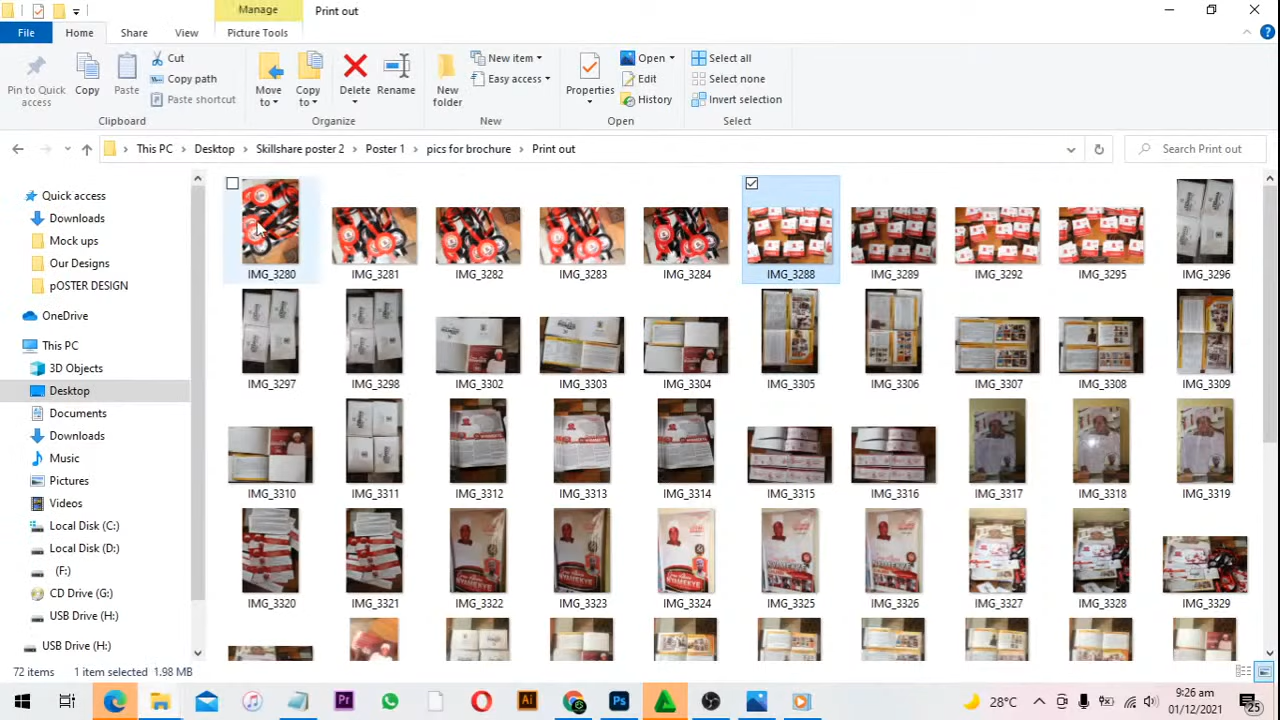 Manage
Print out
File
Home
Share
View
Picture Tools
Pin to Quick access
Copy
Paste
Cut
Copy path
Paste shortcut
Clipboard
Move to
Copy to
Delete
Rename
Organize
New folder
New item
Easy access
New
Properties
Open
Edit
History
Open
Select all
Select none
Invert selection
Select
This PC
Desktop
Skillshare poster 2
Poster 1
pics for brochure
Print out
Search Print out
Quick access
Downloads
Mock ups
Our Designs
pOSTER DESIGN
OneDrive
This PC
3D Objects
Desktop
Documents
Downloads
Music
Pictures
Videos
Local Disk (C:)
Local Disk (D:)
(F:)
CD Drive (G:)
USB Drive (H:)
USB Drive (H:)
IMG_3280 IMG_3281 IMG_3282 IMG_3283 IMG_3284 IMG_3288 IMG_3289 IMG_3292 IMG_3295 IMG_3296
IMG_3297 IMG_3298 IMG_3302 IMG_3303 IMG_3304 IMG_3305 IMG_3306 IMG_3307 IMG_3308 IMG_3309
IMG_3310 IMG_3311 IMG_3312 IMG_3313 IMG_3314 IMG_3315 IMG_3316 IMG_3317 IMG_3318 IMG_3319
IMG_3320 IMG_3321 IMG_3322 IMG_3323 IMG_3324 IMG_3325 IMG_3326 IMG_3327 IMG_3328 IMG_3329
72 items 1 item selected 1.98 MB
28°C
9:26 am
01/12/2021
25